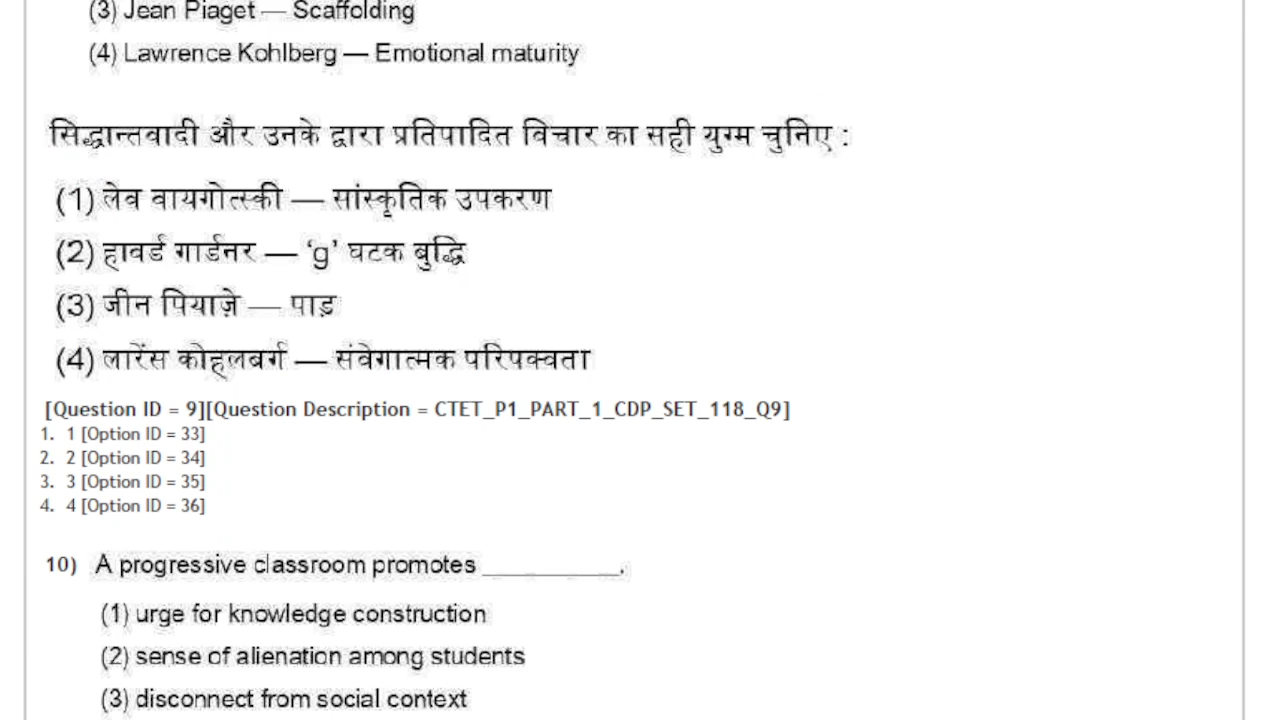 (3) Jean Piaget — Scaffolding
(4) Lawrence Kohlberg — Emotional maturity
सिद्धान्तवादी और उनके द्वारा प्रतिपादित विचार का सही युग्म चुनिए :
(1) लेव वायगोत्स्की — सांस्कृतिक उपकरण
(2) हावर्ड गार्डनर — 'g' घटक बुद्धि
(3) जीन पियाज़े — पाड़
(4) लारेंस कोहलबर्ग — संवेगात्मक परिपक्वता
[Question ID = 9][Question Description = CTET_P1_PART_1_CDP_SET_118_Q9]
1. 1 [Option ID = 33]
2. 2 [Option ID = 34]
3. 3 [Option ID = 35]
4. 4 [Option ID = 36]
10) A progressive classroom promotes __________.
(1) urge for knowledge construction
(2) sense of alienation among students
(3) disconnect from social context